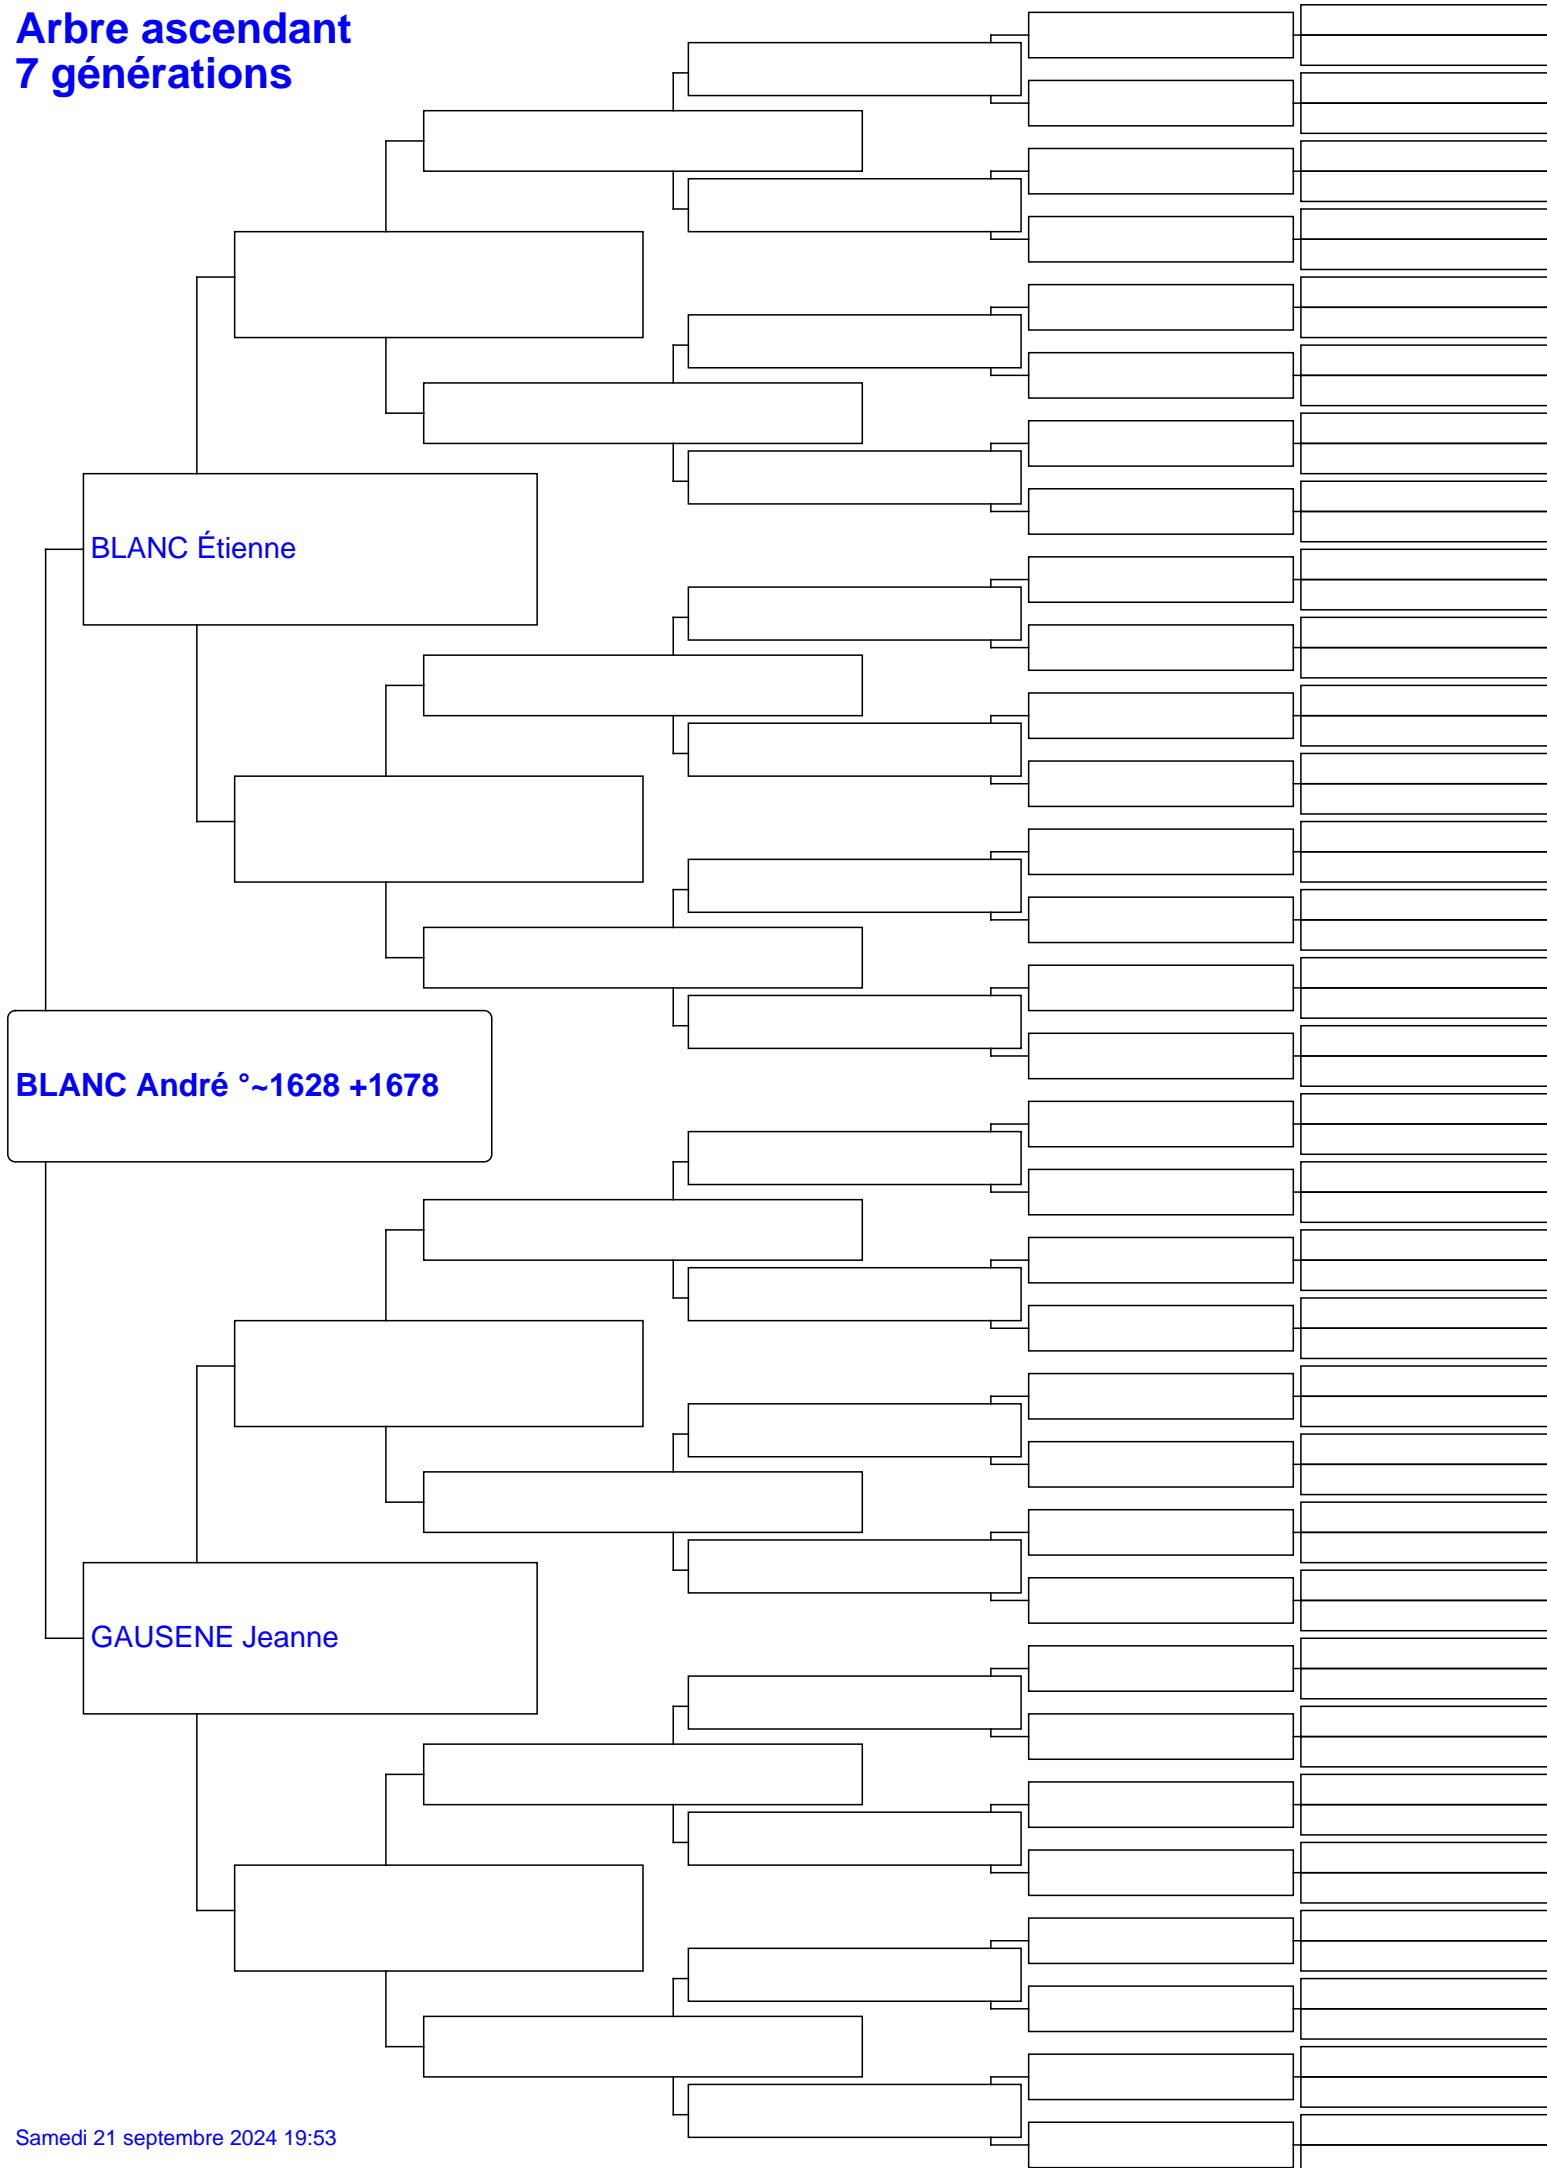 Arbre ascendant
7 générations
BLANC Étienne
BLANC André °~1628 +1678
GAUSENE Jeanne
Samedi 21 septembre 2024 19:53